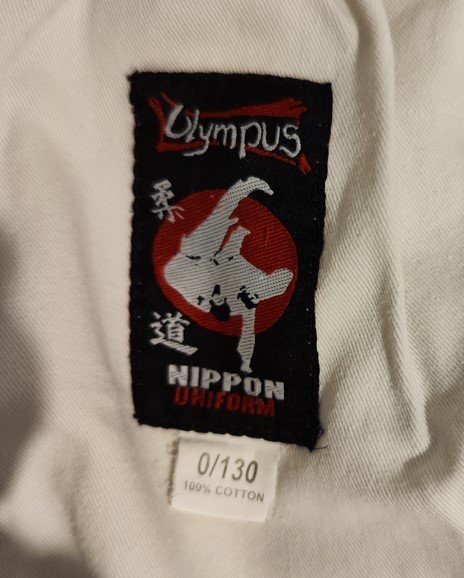 Olympus
柔
道
NIPPON
UNIFORM
0/130
100% COTTON